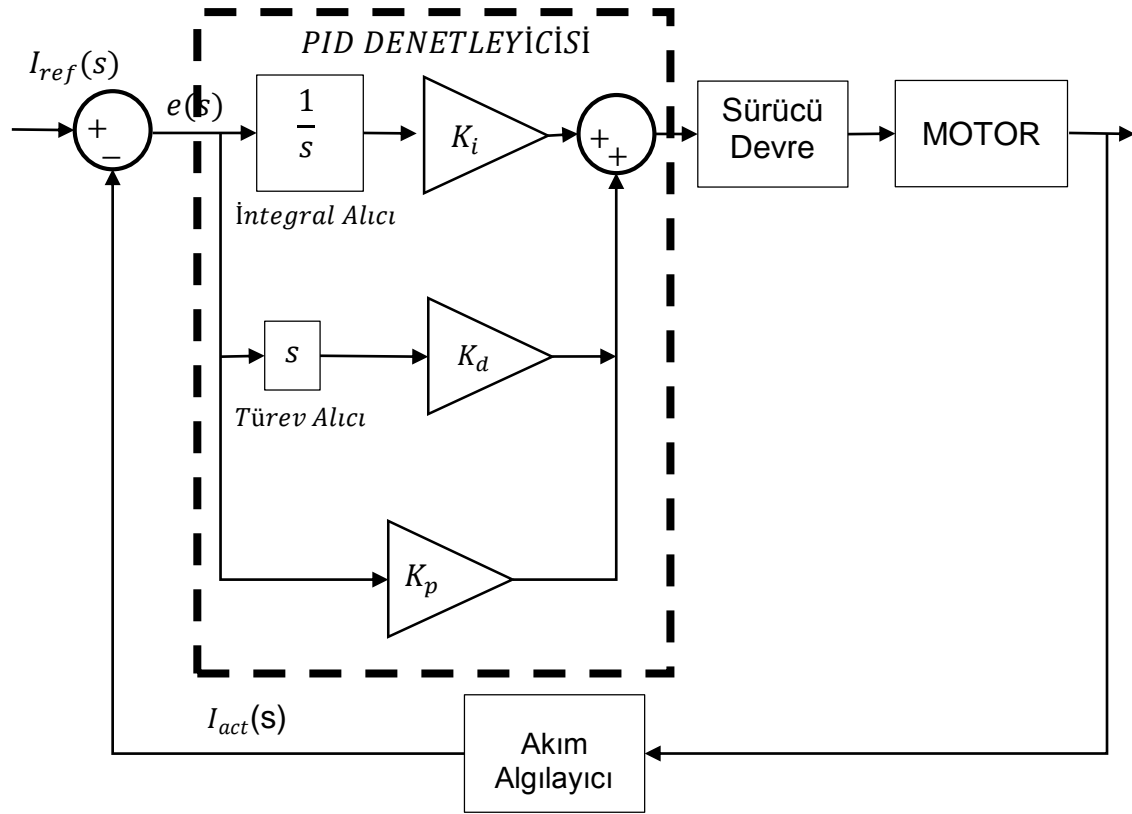 PID DENETLEYİCİSİ
I_ref(s)
e(s)
+
−
1
s
K_i
+
+
Sürücü
Devre
MOTOR
İntegral Alıcı
s
K_d
Türev Alıcı
K_p
I_act(s)
Akım
Algılayıcı